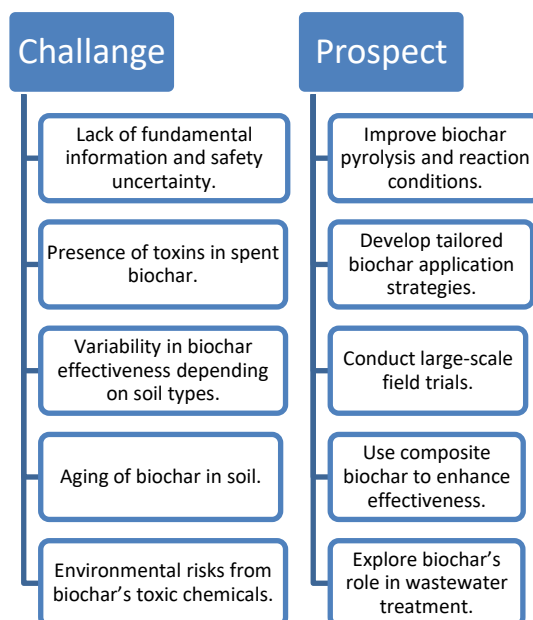 Challange
Lack of fundamental
information and safety
uncertainty.
Presence of toxins in spent
biochar.
Variability in biochar
effectiveness depending
on soil types.
Aging of biochar in soil.
Environmental risks from
biochar's toxic chemicals.
Prospect
Improve biochar
pyrolysis and reaction
conditions.
Develop tailored
biochar application
strategies.
Conduct large-scale
field trials.
Use composite
biochar to enhance
effectiveness.
Explore biochar's
role in wastewater
treatment.